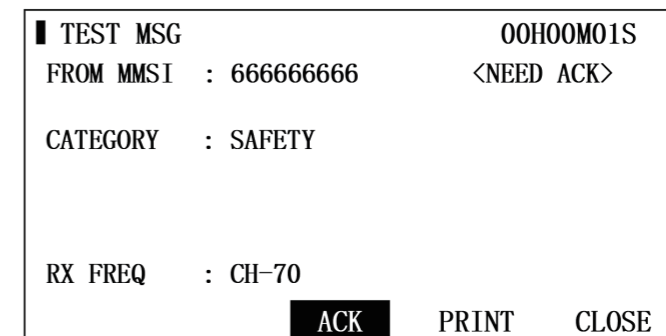 TEST MSG 00H00M01S
FROM MMSI : 666666666 <NEED ACK>
CATEGORY : SAFETY
RX FREQ : CH-70
ACK PRINT CLOSE